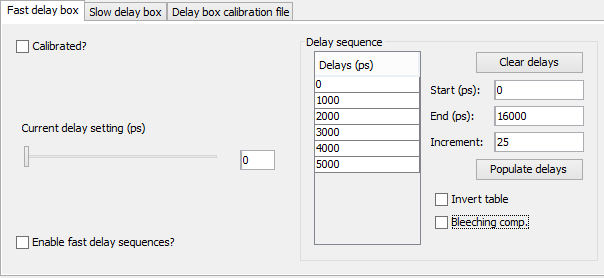 Fast delay box Slow delay box Delay box calibration file
Calibrated?
Current delay setting (ps)
0
Enable fast delay sequences?
Delay sequence
Delays (ps)
0
1000
2000
3000
4000
5000
Clear delays
Start (ps): 0
End (ps): 16000
Increment: 25
Populate delays
Invert table
Bleeching comp.